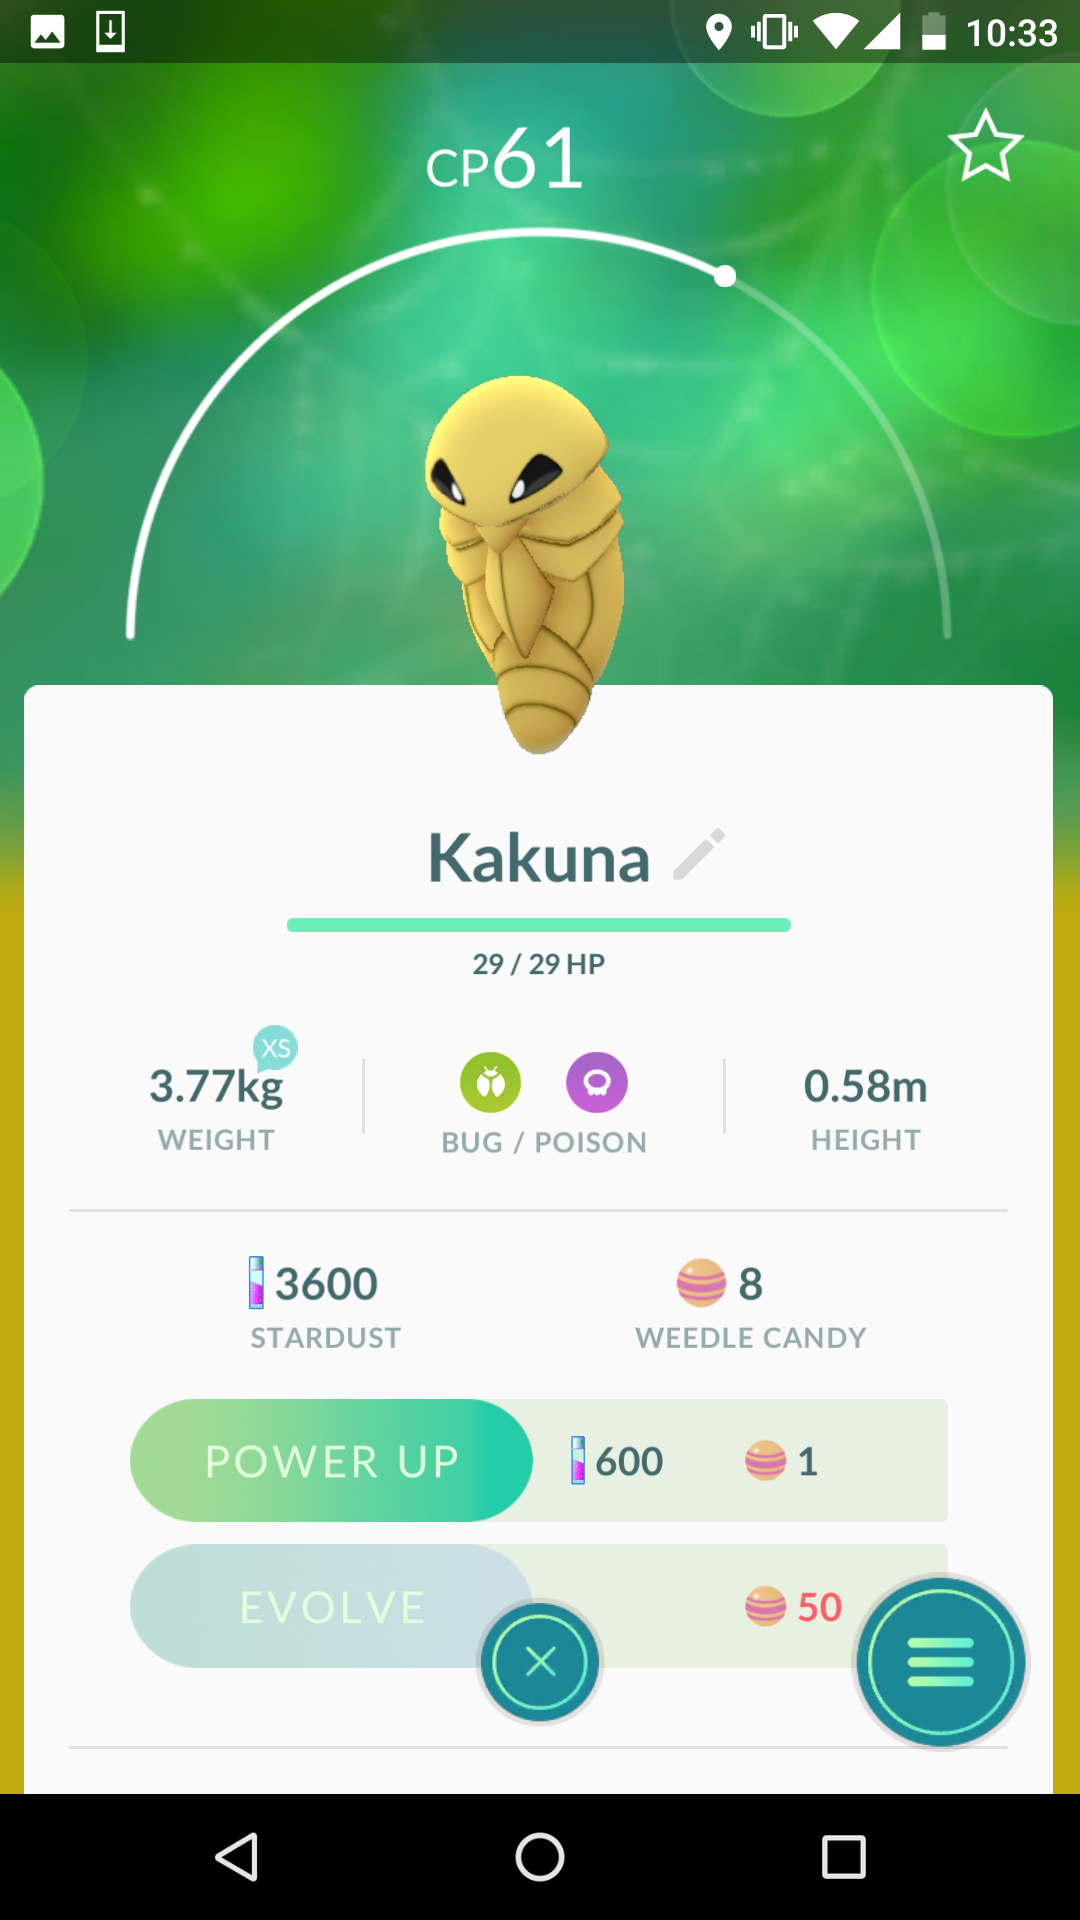 10:33
CP61
Kakuna
29 / 29 HP
XS
3.77kg
WEIGHT
BUG / POISON
0.58m
HEIGHT
3600
STARDUST
8
WEEDLE CANDY
POWER UP 600 1
EVOLVE 50